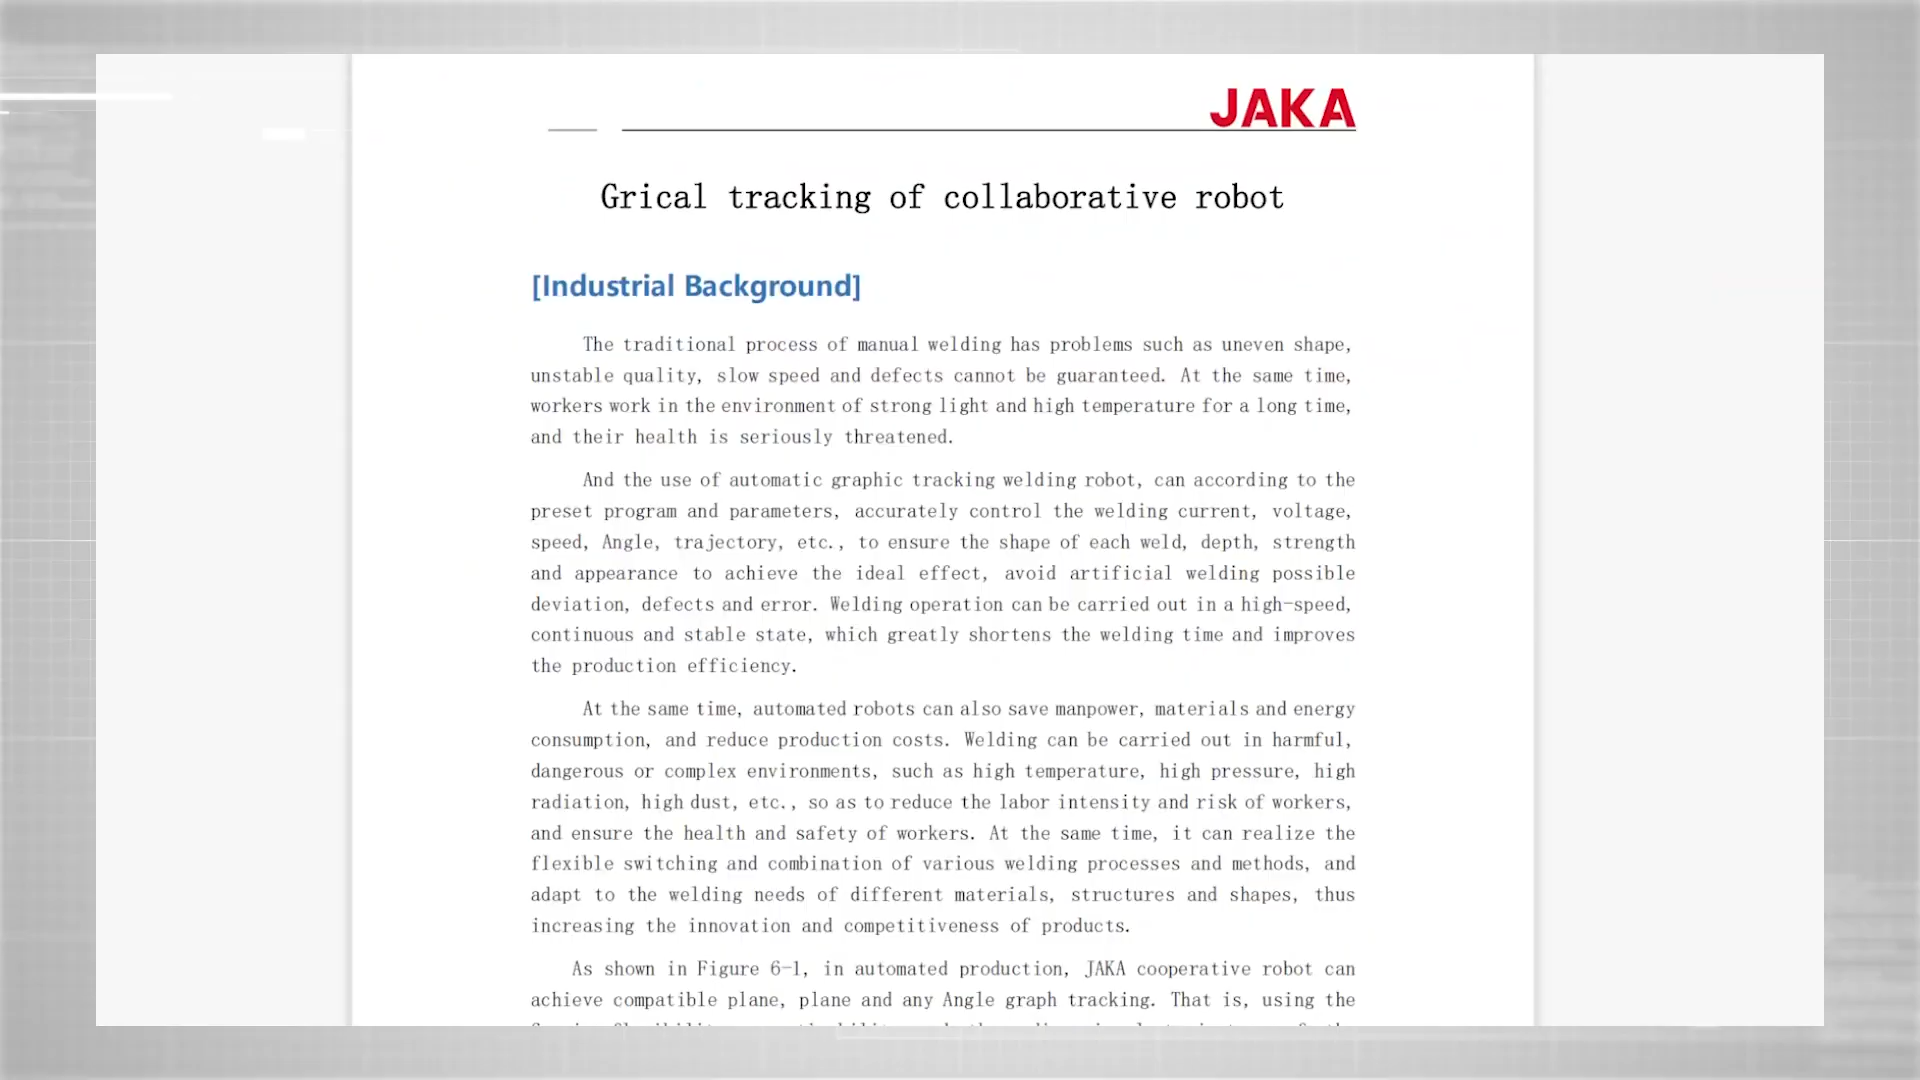 JAKA
Grical tracking of collaborative robot
[Industrial Background]
The traditional process of manual welding has problems such as uneven shape,
unstable quality, slow speed and defects cannot be guaranteed. At the same time,
workers work in the environment of strong light and high temperature for a long time,
and their health is seriously threatened.
And the use of automatic graphic tracking welding robot, can according to the
preset program and parameters, accurately control the welding current, voltage,
speed, Angle, trajectory, etc., to ensure the shape of each weld, depth, strength
and appearance to achieve the ideal effect, avoid artificial welding possible
deviation, defects and error. Welding operation can be carried out in a high-speed,
continuous and stable state, which greatly shortens the welding time and improves
the production efficiency.
At the same time, automated robots can also save manpower, materials and energy
consumption, and reduce production costs. Welding can be carried out in harmful,
dangerous or complex environments, such as high temperature, high pressure, high
radiation, high dust, etc., so as to reduce the labor intensity and risk of workers,
and ensure the health and safety of workers. At the same time, it can realize the
flexible switching and combination of various welding processes and methods, and
adapt to the welding needs of different materials, structures and shapes, thus
increasing the innovation and competitiveness of products.
As shown in Figure 6-1, in automated production, JAKA cooperative robot can
achieve compatible plane, plane and any Angle graph tracking. That is, using the